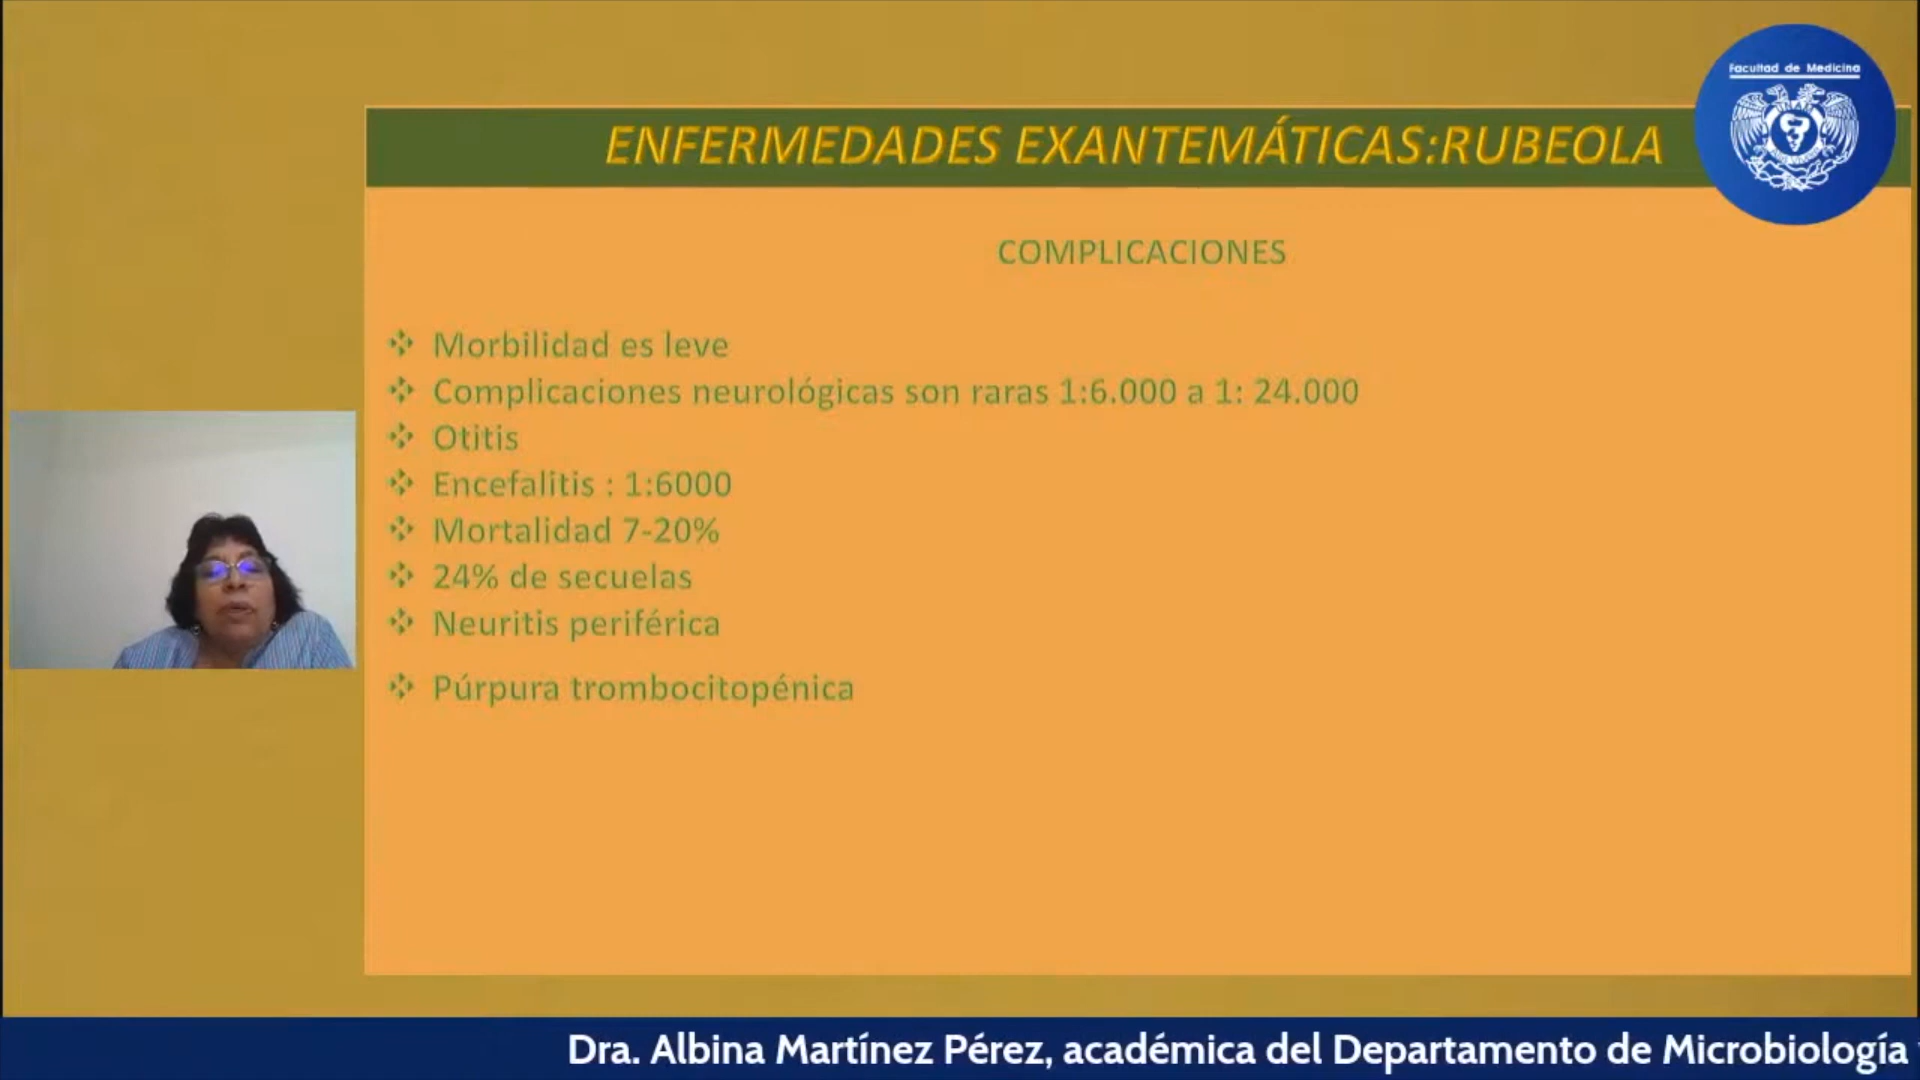 Facultad de Medicina
ENFERMEDADES EXANTEMÁTICAS:RUBEOLA
COMPLICACIONES
Morbilidad es leve
Complicaciones neurológicas son raras 1:6.000 a 1: 24.000
Otitis
Encefalitis : 1:6000
Mortalidad 7-20%
24% de secuelas
Neuritis periférica
Púrpura trombocitopénica
Dra. Albina Martínez Pérez, académica del Departamento de Microbiología